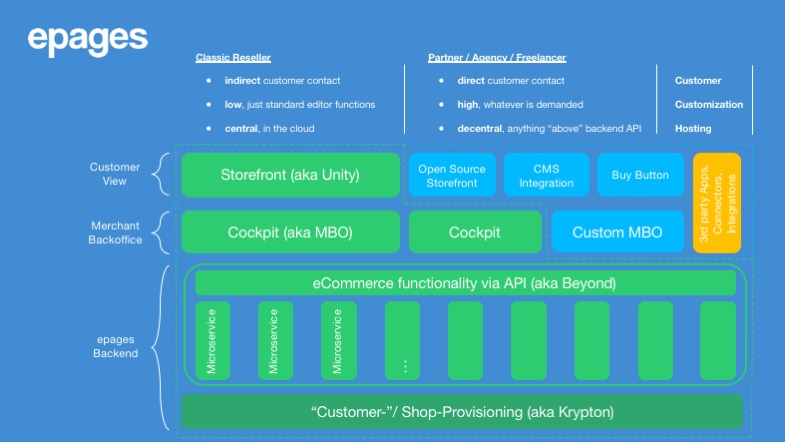 epages
Classic Reseller
• indirect customer contact
• low, just standard editor functions
• central, in the cloud
Partner / Agency / Freelancer
• direct customer contact
• high, whatever is demanded
• decentral, anything “above” backend API
Customer
Customization
Hosting
Customer
View
Storefront (aka Unity)
Open Source
Storefront
CMS
Integration
Buy Button
3rd party Apps,
Connectors,
Integrations
Merchant
Backoffice
Cockpit (aka MBO)
Cockpit
Custom MBO
epages
Backend
eCommerce functionality via API (aka Beyond)
Microservice
Microservice
Microservice
...
“Customer-”/ Shop-Provisioning (aka Krypton)